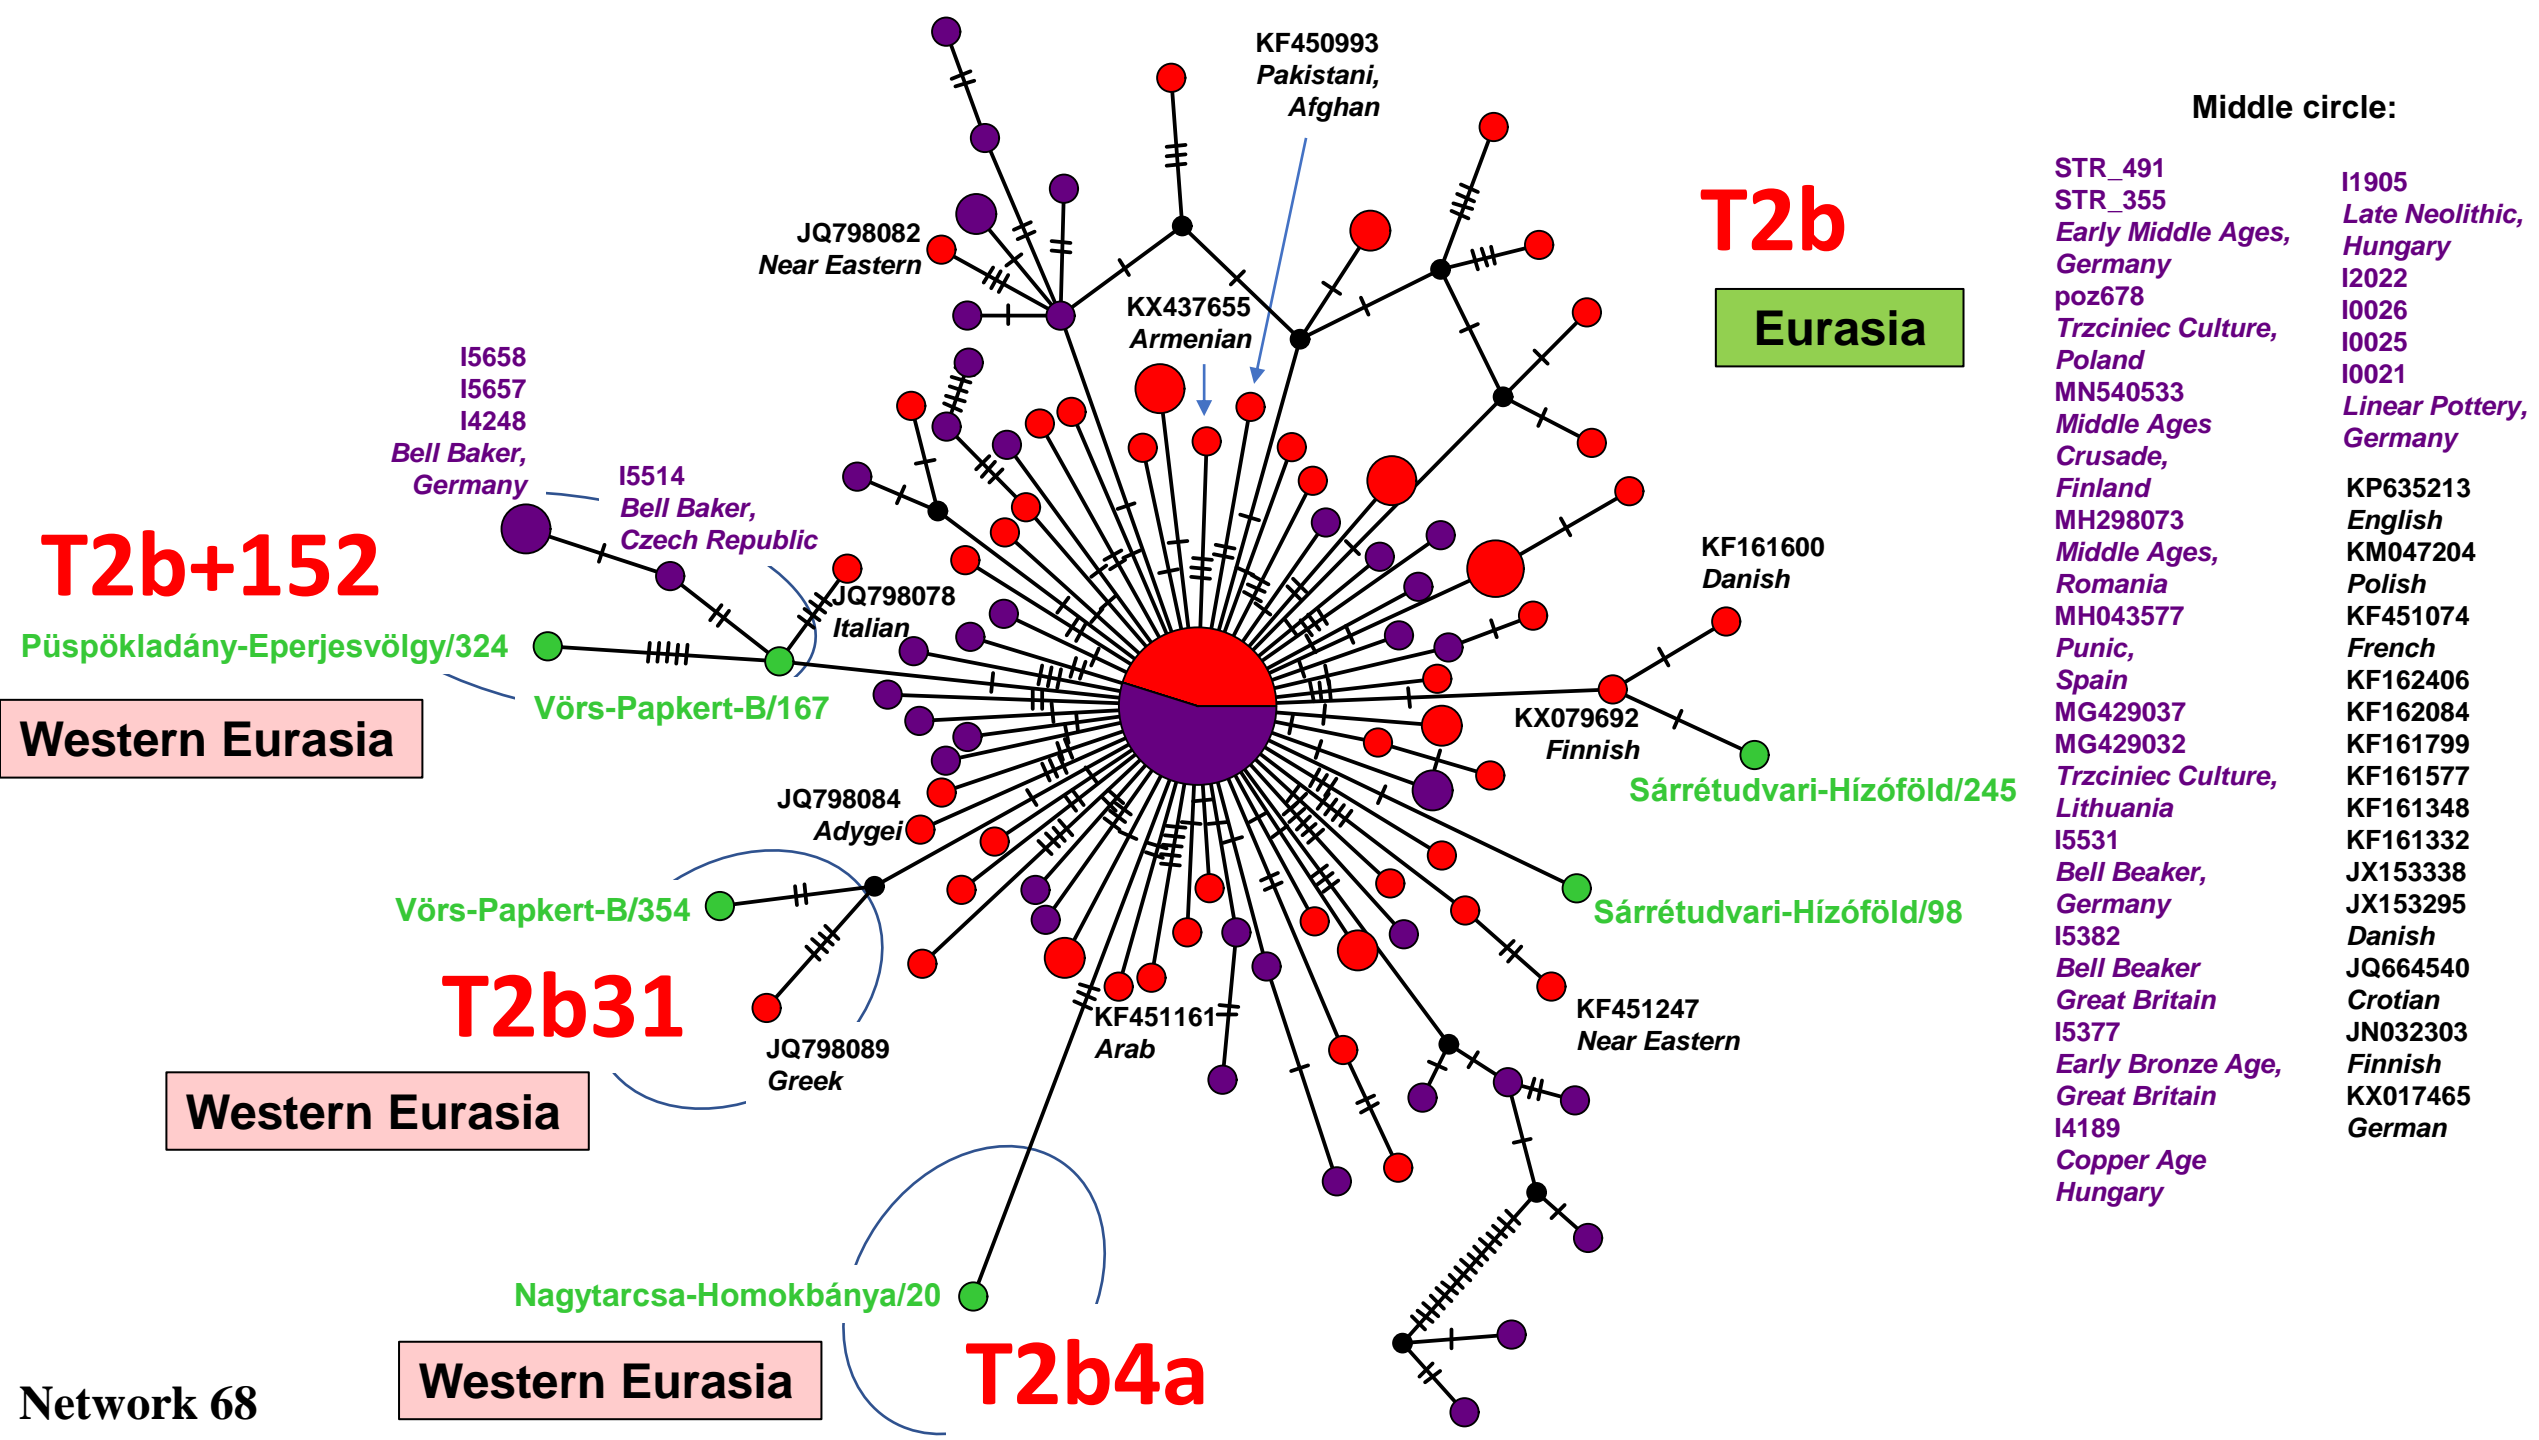 KF450993
Pakistani,
Afghan
JQ798082
Near Eastern
KX437655
Armenian
T2b
Eurasia
I5658
I5657
I4248
Bell Baker,
Germany
I5514
Bell Baker,
Czech Republic
T2b+152
JQ798078
Italian
Püspökladány-Eperjesvölgy/324
Vörs-Papkert-B/167
Western Eurasia
KF161600
Danish
KX079692
Finnish
Sárrétudvari-Hízóföld/245
JQ798084
Adygei
Vörs-Papkert-B/354
Sárrétudvari-Hízóföld/98
T2b31
JQ798089
Greek
KF451161
Arab
KF451247
Near Eastern
Western Eurasia
Nagytarcsa-Homokbánya/20
T2b4a
Western Eurasia
Network 68
Middle circle:
STR_491
STR_355
Early Middle Ages,
Germany
poz678
Trzciniec Culture,
Poland
MN540533
Middle Ages
Crusade,
Finland
MH298073
Middle Ages,
Romania
MH043577
Punic,
Spain
MG429037
MG429032
Trzciniec Culture,
Lithuania
I5531
Bell Beaker,
Germany
I5382
Bell Beaker
Great Britain
I5377
Early Bronze Age,
Great Britain
I4189
Copper Age
Hungary
I1905
Late Neolithic,
Hungary
I2022
I0026
I0025
I0021
Linear Pottery,
Germany
KP635213
English
KM047204
Polish
KF451074
French
KF162406
KF162084
KF161799
KF161577
KF161348
KF161332
JX153338
JX153295
Danish
JQ664540
Crotian
JN032303
Finnish
KX017465
German